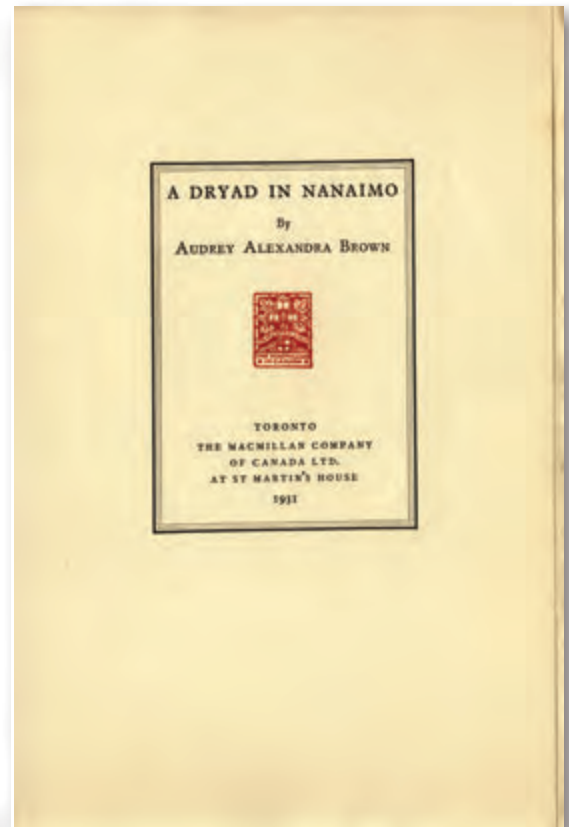 A DRYAD IN NANAIMO
By
AUDREY ALEXANDRA BROWN
TORONTO
THE MACMILLAN COMPANY
OF CANADA LTD.
AT ST MARTIN'S HOUSE
1931